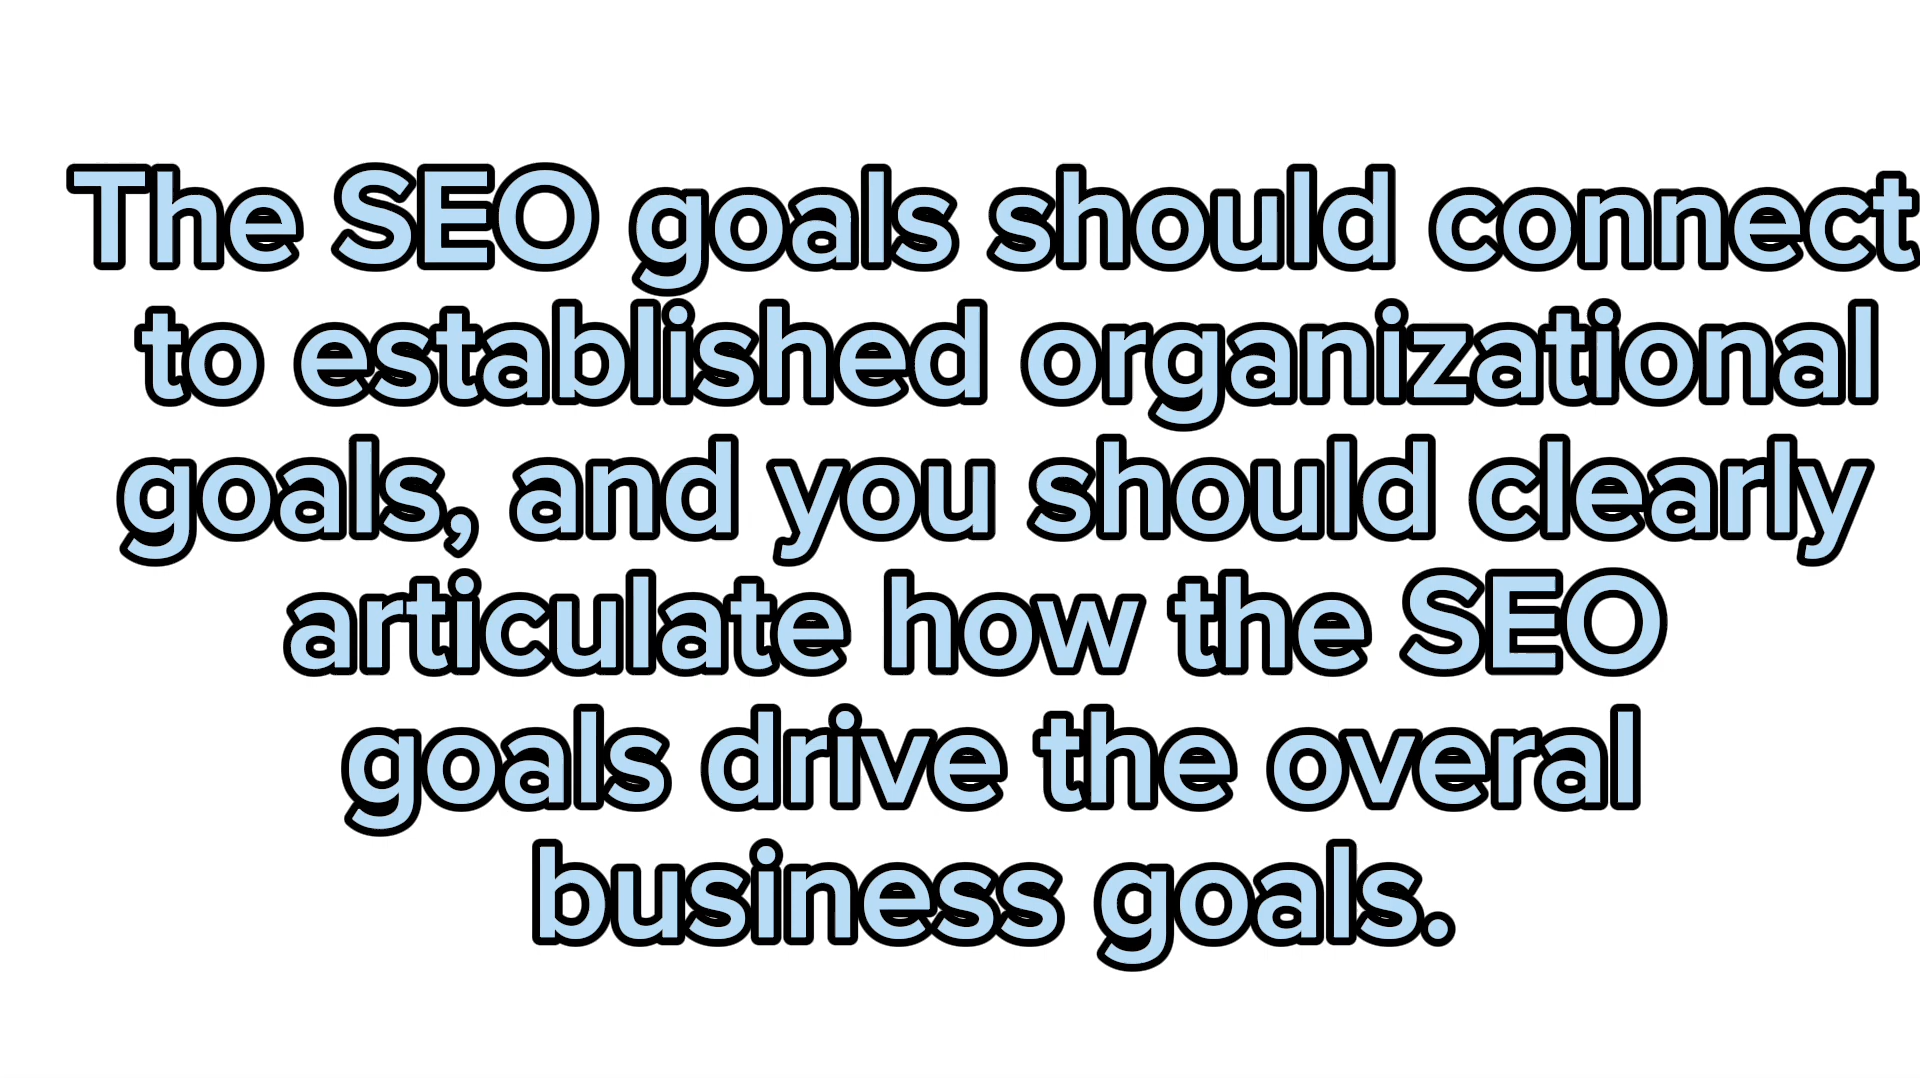 The SEO goals should connect
to established organizational
goals, and you should clearly
articulate how the SEO
goals drive the overal
business goals.